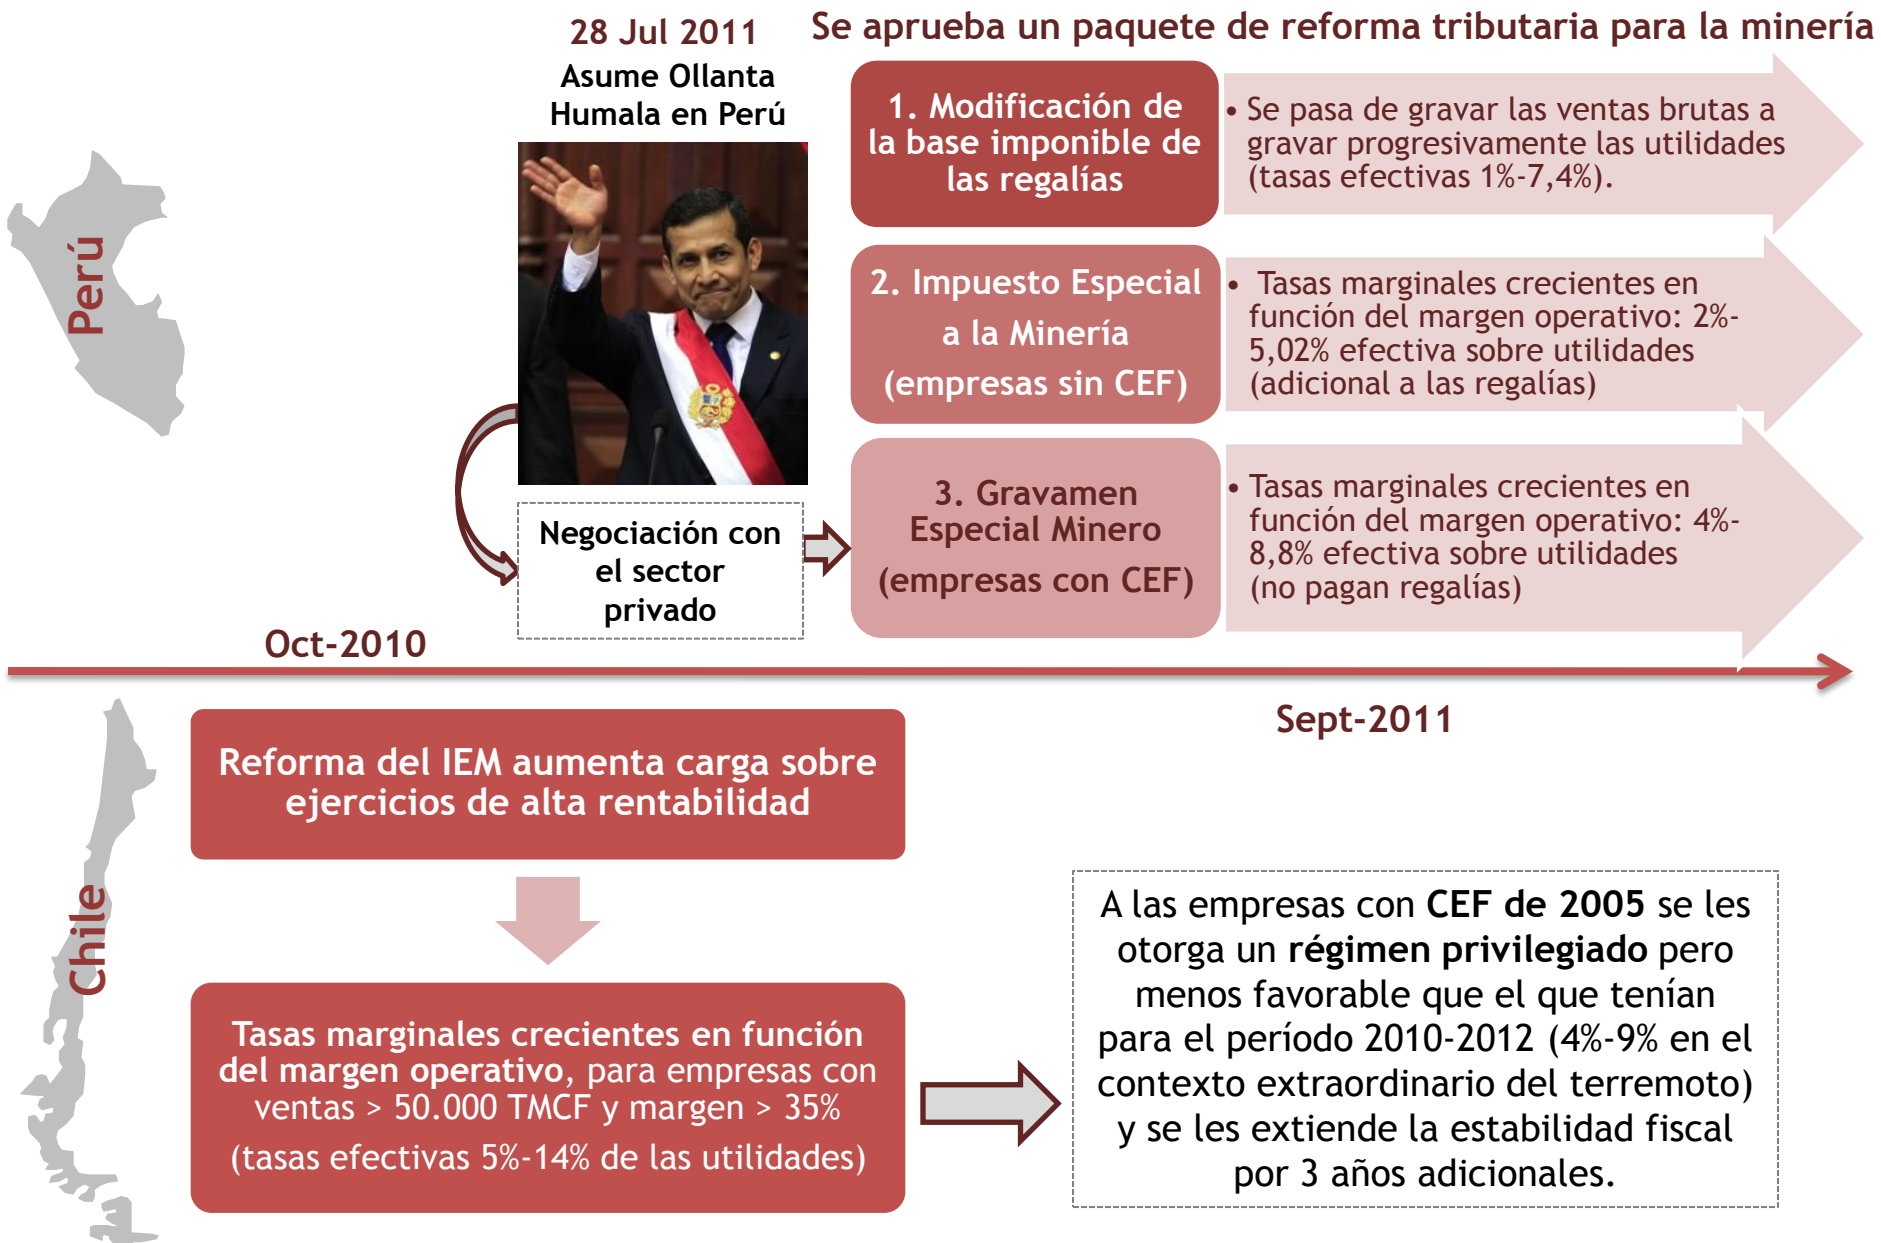 28 Jul 2011
Asume Ollanta
Humala en Perú
Se aprueba un paquete de reforma tributaria para la minería
Perú
1. Modificación de
la base imponible de
las regalías
• Se pasa de gravar las ventas brutas a
gravar progresivamente las utilidades
(tasas efectivas 1%-7,4%).
2. Impuesto Especial
a la Minería
(empresas sin CEF)
• Tasas marginales crecientes en
función del margen operativo: 2%-
5,02% efectiva sobre utilidades
(adicional a las regalías)
Negociación con
el sector
privado
3. Gravamen
Especial Minero
(empresas con CEF)
• Tasas marginales crecientes en
función del margen operativo: 4%-
8,8% efectiva sobre utilidades
(no pagan regalías)
Oct-2010
Sept-2011
Chile
Reforma del IEM aumenta carga sobre
ejercicios de alta rentabilidad
Tasas marginales crecientes en función
del margen operativo, para empresas con
ventas > 50.000 TMCF y margen > 35%
(tasas efectivas 5%-14% de las utilidades)
A las empresas con CEF de 2005 se les
otorga un régimen privilegiado pero
menos favorable que el que tenían
para el período 2010-2012 (4%-9% en el
contexto extraordinario del terremoto)
y se les extiende la estabilidad fiscal
por 3 años adicionales.